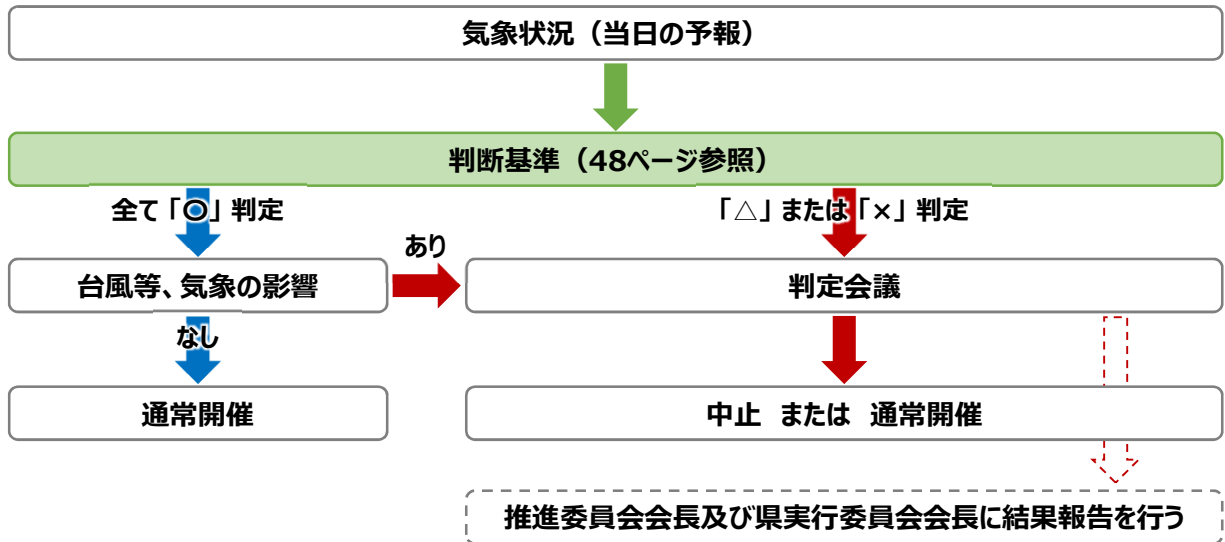 気象状況（当日の予報）
判断基準（48ページ参照）
全て「〇」判定
「△」または「×」判定
あり
台風等、気象の影響
判定会議
なし
通常開催
中止 または 通常開催
推進委員会会長及び県実行委員会会長に結果報告を行う